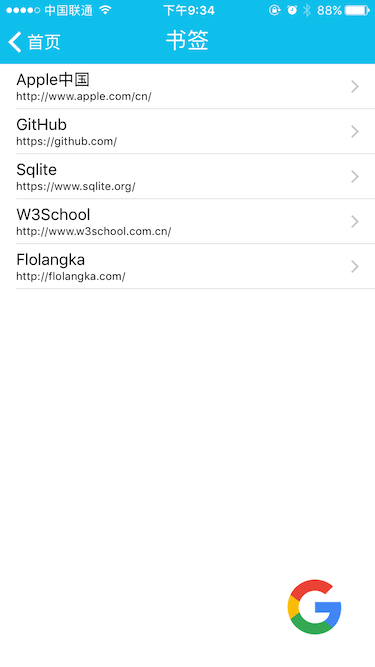 中国联通 下午9:34 88%
首页 书签
Apple中国
http://www.apple.com/cn/
GitHub
https://github.com/
Sqlite
https://www.sqlite.org/
W3School
http://www.w3school.com.cn/
Flolangka
http://flolangka.com/
G